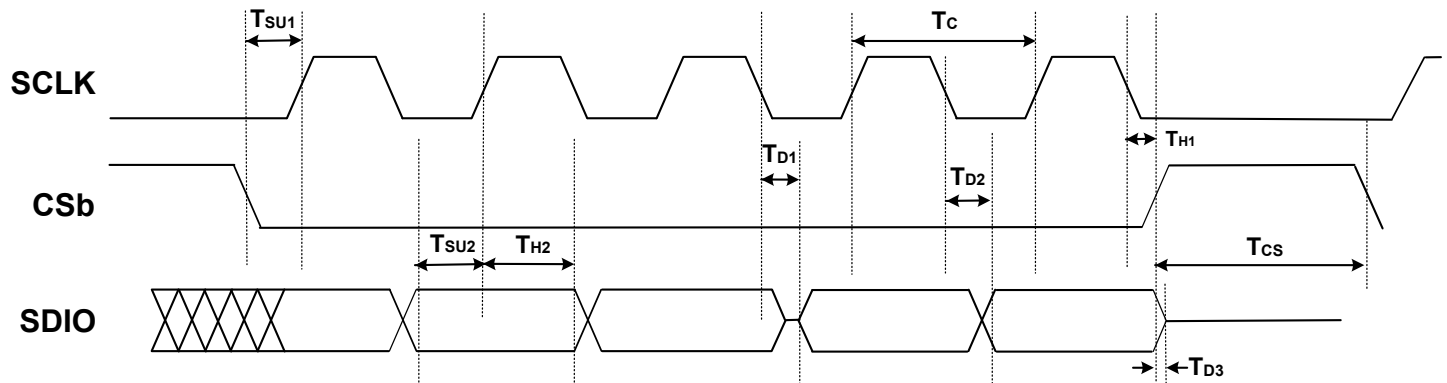 TSU1
TC
SCLK
TH1
TD1
TD2
CSb
TSU2 TH2
TCS
SDIO
TD3